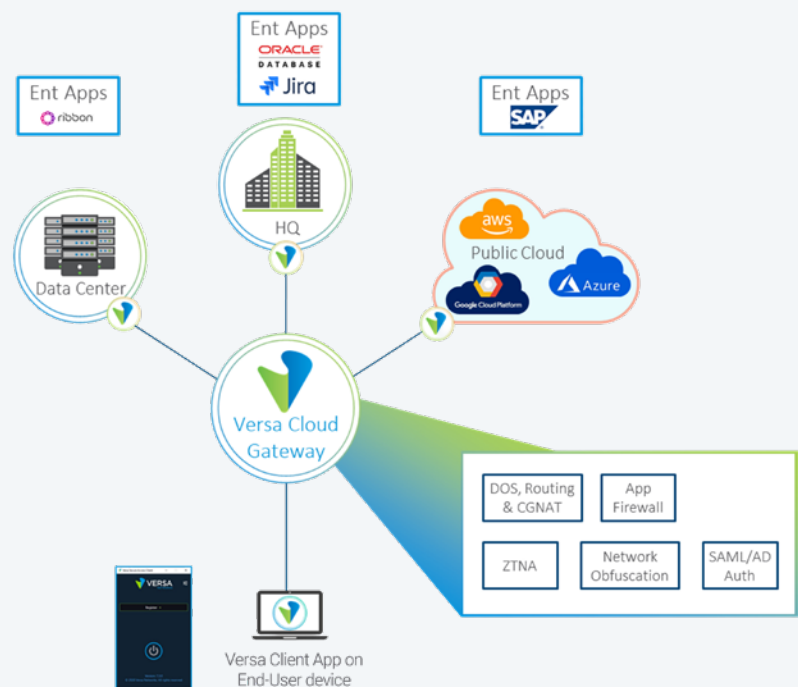 Ent Apps
ORACLE
DATABASE
Jira
Ent Apps
ribbon
Ent Apps
SAP
HQ
Data Center
aws
Public Cloud
Google Cloud Platform
Azure
Versa Cloud
Gateway
DOS, Routing
& CGNAT
App
Firewall
ZTNA
Network
Obfuscation
SAML/AD
Auth
VERSA
Register
Versa Client App on
End-User device